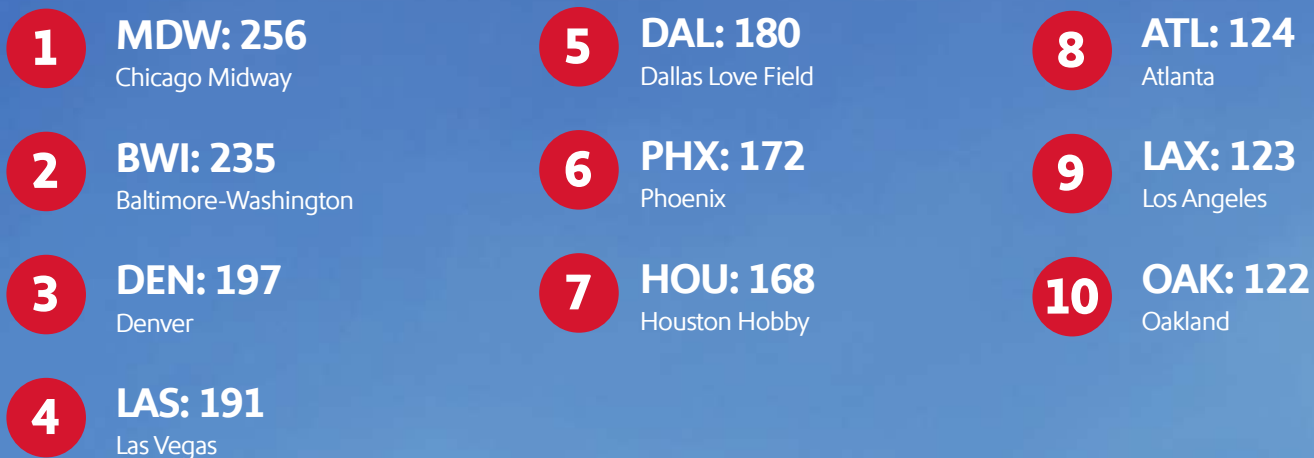 1
MDW: 256
Chicago Midway
2
BWI: 235
Baltimore-Washington
3
DEN: 197
Denver
4
LAS: 191
Las Vegas
5
DAL: 180
Dallas Love Field
6
PHX: 172
Phoenix
7
HOU: 168
Houston Hobby
8
ATL: 124
Atlanta
9
LAX: 123
Los Angeles
10
OAK: 122
Oakland